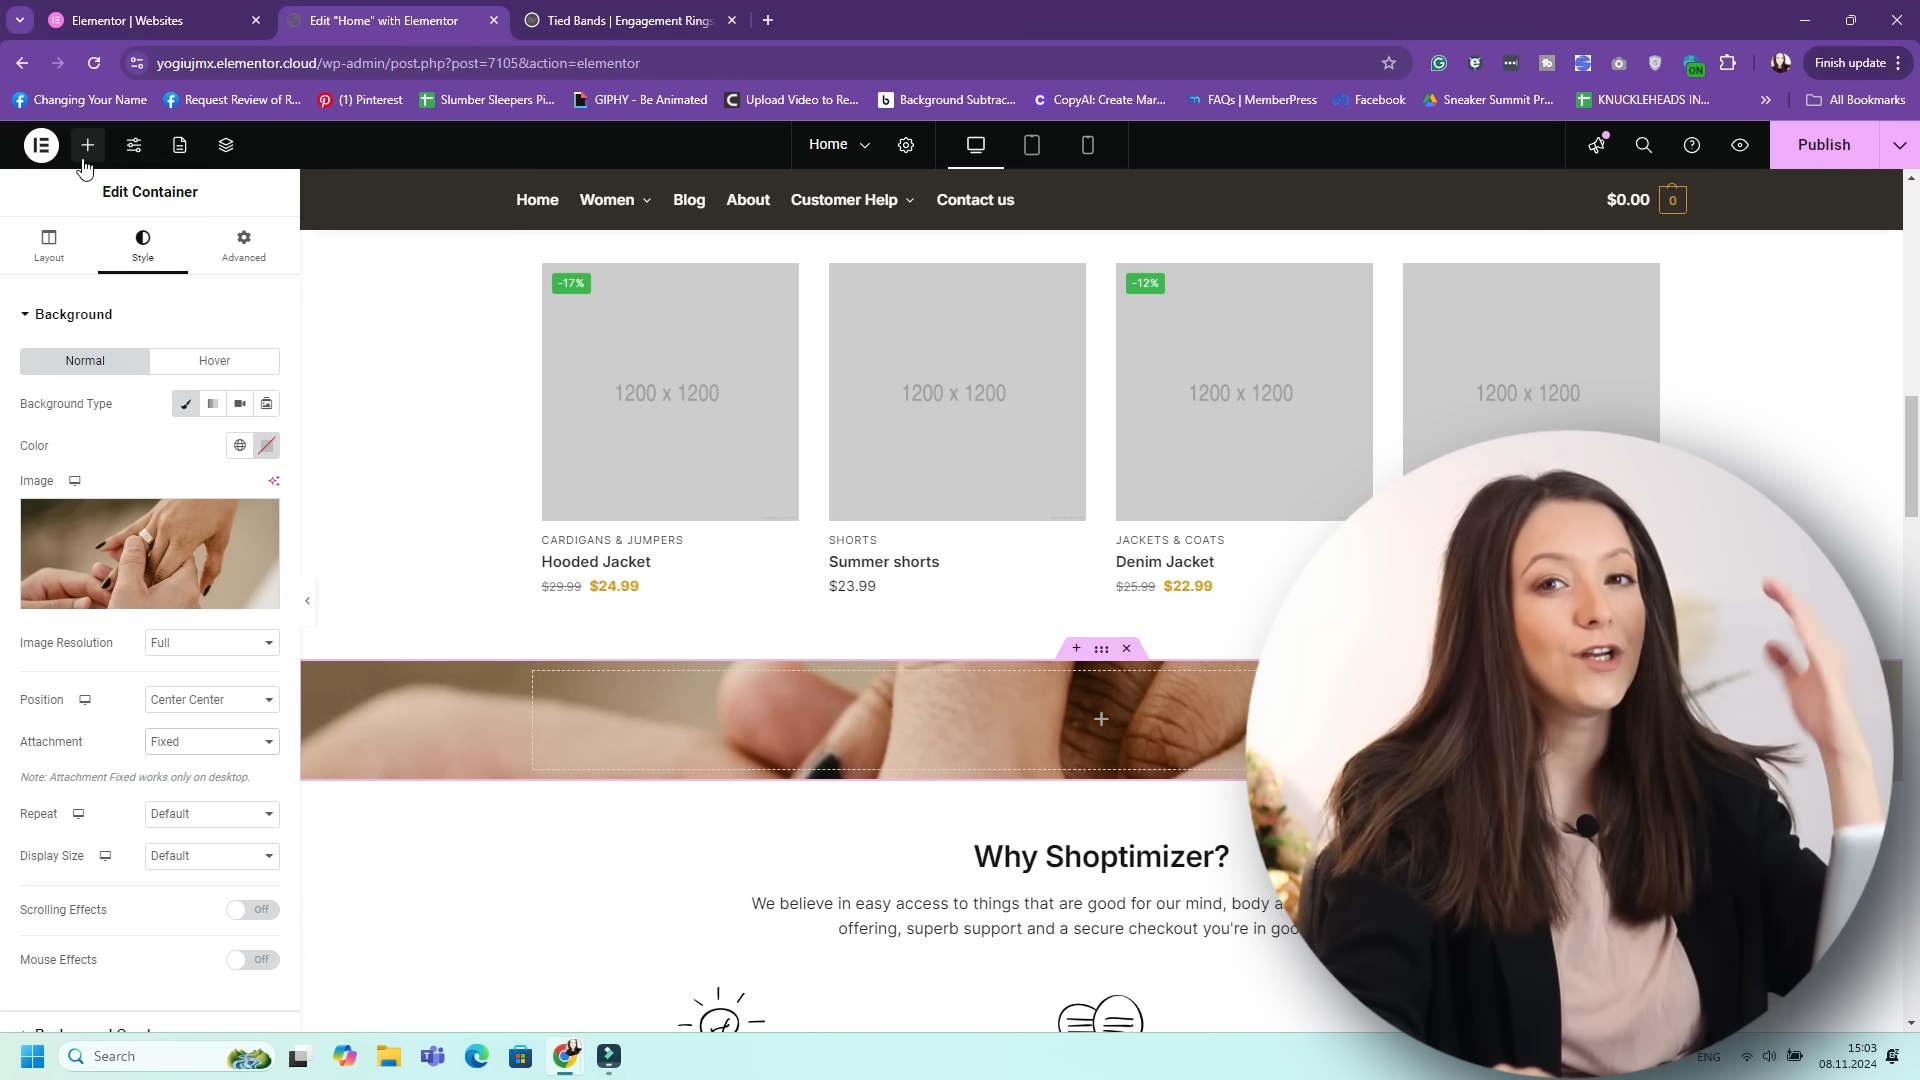 Elementor | Websites
Edit "Home" with Elementor
Tied Bands | Engagement Rings
yogiujmx.elementor.cloud/wp-admin/post.php?post=7105&action=elementor
Finish update
Changing Your Name
Request Review of R...
(1) Pinterest
Slumber Sleepers Pi...
GIPHY - Be Animated
Upload Video to Re...
Background Subtrac...
CopyAI: Create Mar...
FAQs | MemberPress
Facebook
Sneaker Summit Pr...
KNUCKLEHEADS IN...
All Bookmarks
Home
Publish
Edit Container
Layout
Style
Advanced
Background
Normal
Hover
Background Type
Color
Image
Image Resolution
Full
Position
Center Center
Attachment
Fixed
Note: Attachment Fixed works only on desktop.
Repeat
Default
Display Size
Default
Scrolling Effects
Off
Mouse Effects
Off
Home Women Blog About Customer Help Contact us
$0.00 0
-17%
-12%
1200 x 1200
1200 x 1200
1200 x 1200
1200 x 1200
CARDIGANS & JUMPERS
Hooded Jacket
$29.99 $24.99
SHORTS
Summer shorts
$23.99
JACKETS & COATS
Denim Jacket
$25.99 $22.99
Why Shoptimizer?
We believe in easy access to things that are good for our mind, body a
offering, superb support and a secure checkout you're in goo
Search
ENG
15:03
08.11.2024
ON